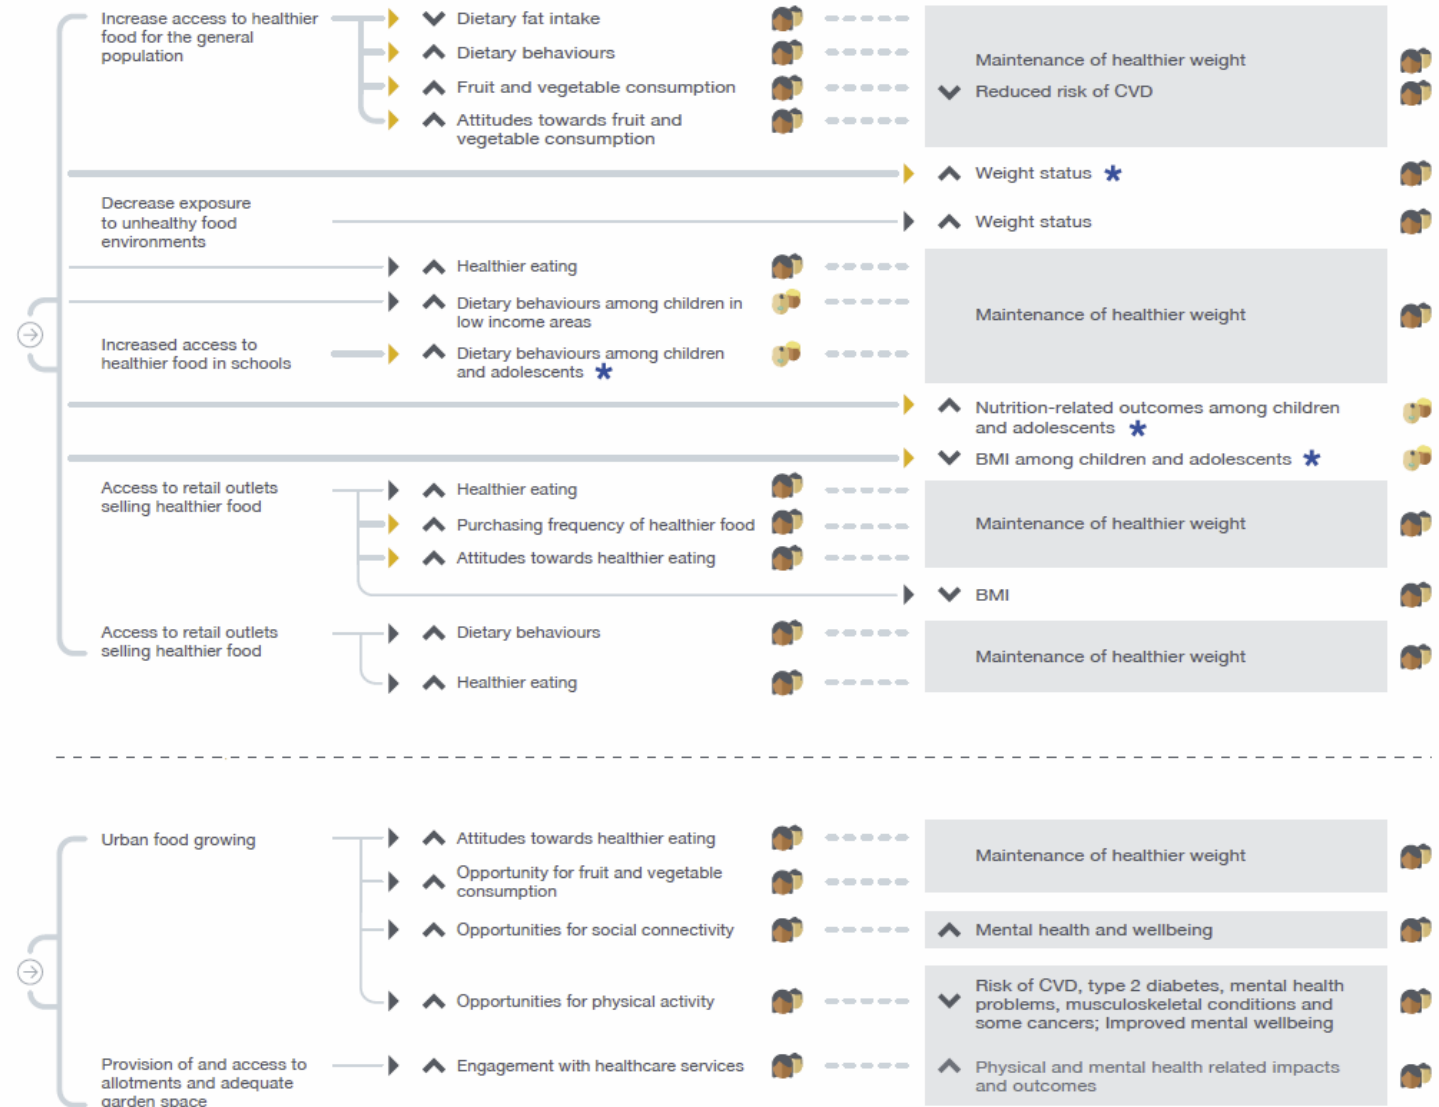 Increase access to healthier
food for the general
population
Dietary fat intake
Dietary behaviours
Fruit and vegetable consumption
Attitudes towards fruit and
vegetable consumption
Maintenance of healthier weight
Reduced risk of CVD
Weight status *
Decrease exposure
to unhealthy food
environments
Weight status
Healthier eating
Dietary behaviours among children in
low income areas
Maintenance of healthier weight
Increased access to
healthier food in schools
Dietary behaviours among children
and adolescents *
Nutrition-related outcomes among children
and adolescents *
BMI among children and adolescents *
Access to retail outlets
selling healthier food
Healthier eating
Purchasing frequency of healthier food
Attitudes towards healthier eating
Maintenance of healthier weight
BMI
Access to retail outlets
selling healthier food
Dietary behaviours
Healthier eating
Maintenance of healthier weight
Urban food growing
Attitudes towards healthier eating
Opportunity for fruit and vegetable
consumption
Maintenance of healthier weight
Opportunities for social connectivity
Mental health and wellbeing
Opportunities for physical activity
Risk of CVD, type 2 diabetes, mental health
problems, musculoskeletal conditions and
some cancers; Improved mental wellbeing
Provision of and access to
allotments and adequate
garden space
Engagement with healthcare services
Physical and mental health related impacts
and outcomes